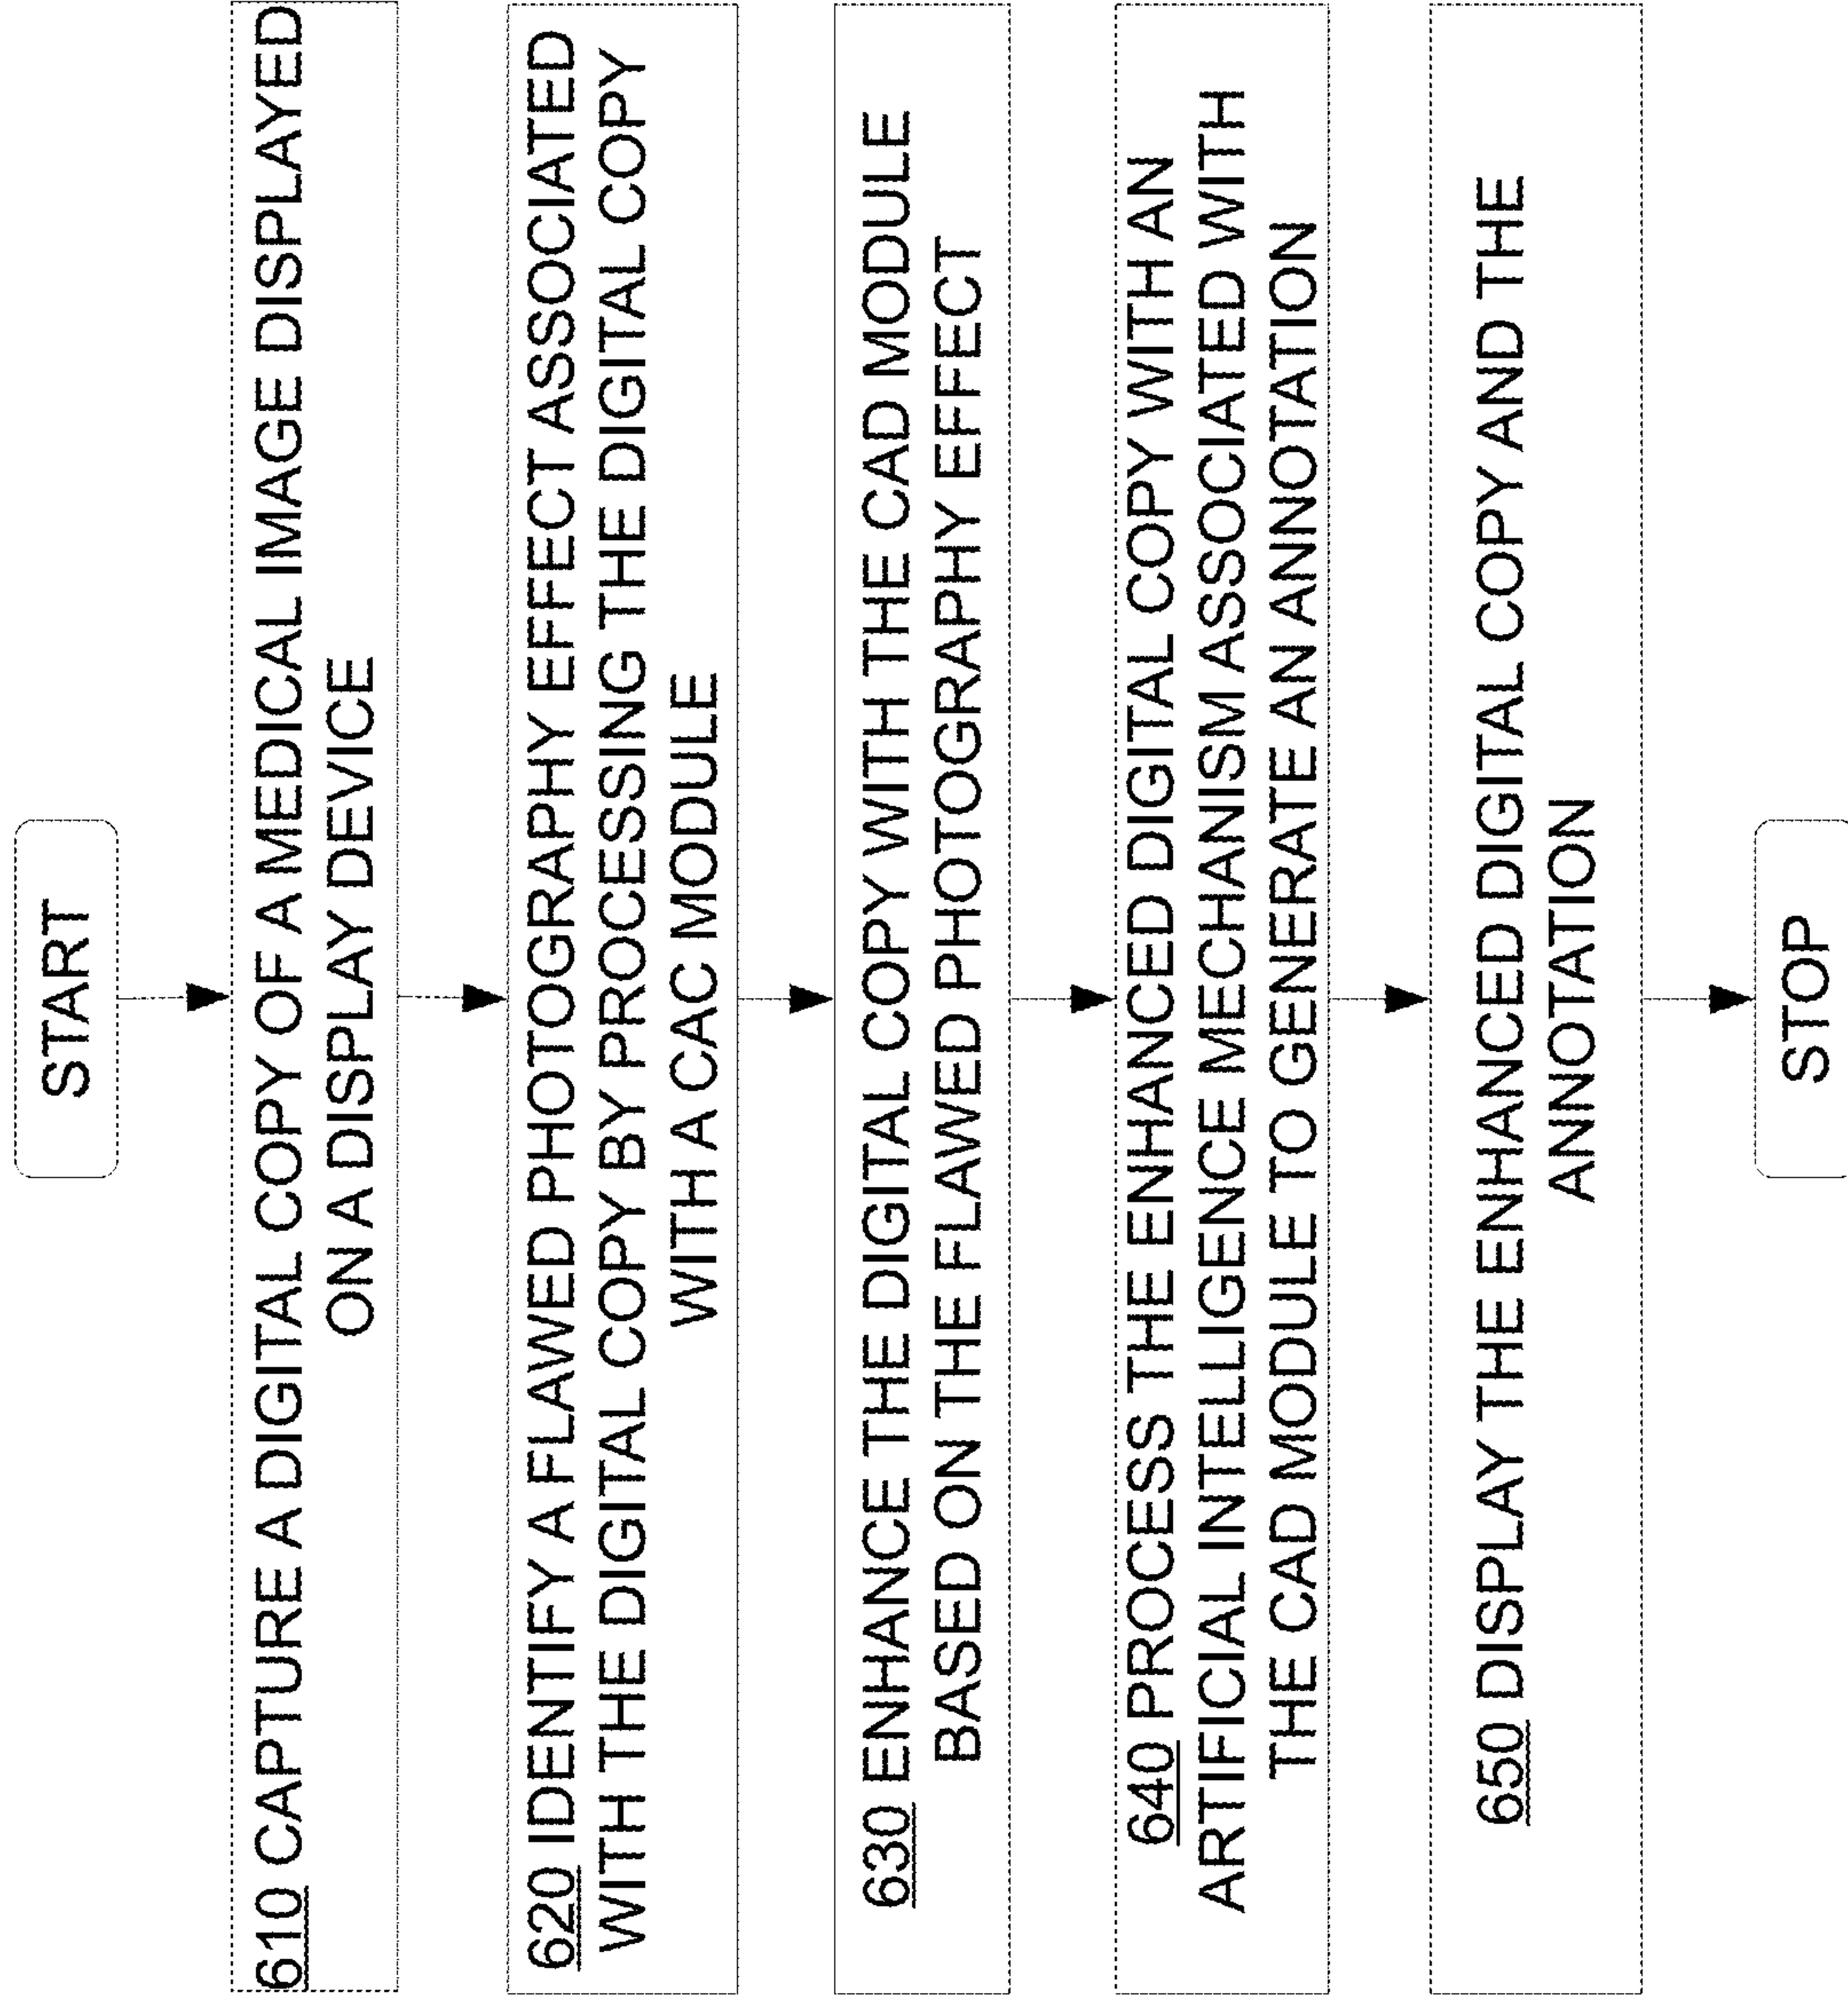 START
610 CAPTURE A DIGITAL COPY OF A MEDICAL IMAGE DISPLAYED
ON A DISPLAY DEVICE
620 IDENTIFY A FLAWED PHOTOGRAPHY EFFECT ASSOCIATED
WITH THE DIGITAL COPY BY PROCESSING THE DIGITAL COPY
WITH A CAC MODULE
630 ENHANCE THE DIGITAL COPY WITH THE CAD MODULE
BASED ON THE FLAWED PHOTOGRAPHY EFFECT
640 PROCESS THE ENHANCED DIGITAL COPY WITH AN
ARTIFICIAL INTELLIGENCE MECHANISM ASSOCIATED WITH
THE CAD MODULE TO GENERATE AN ANNOTATION
650 DISPLAY THE ENHANCED DIGITAL COPY AND THE
ANNOTATION
STOP